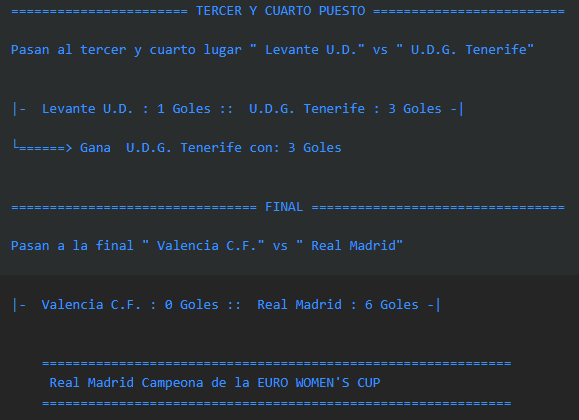 ======================= TERCER Y CUARTO PUESTO =========================
Pasan al tercer y cuarto lugar " Levante U.D." vs " U.D.G. Tenerife"
|-  Levante U.D. : 1 Goles ::  U.D.G. Tenerife : 3 Goles -|
└======> Gana  U.D.G. Tenerife con: 3 Goles
================================ FINAL =================================
Pasan a la final " Valencia C.F." vs " Real Madrid"
|-  Valencia C.F. : 0 Goles ::  Real Madrid : 6 Goles -|
=============================================================
Real Madrid Campeona de la EURO WOMEN'S CUP
=============================================================